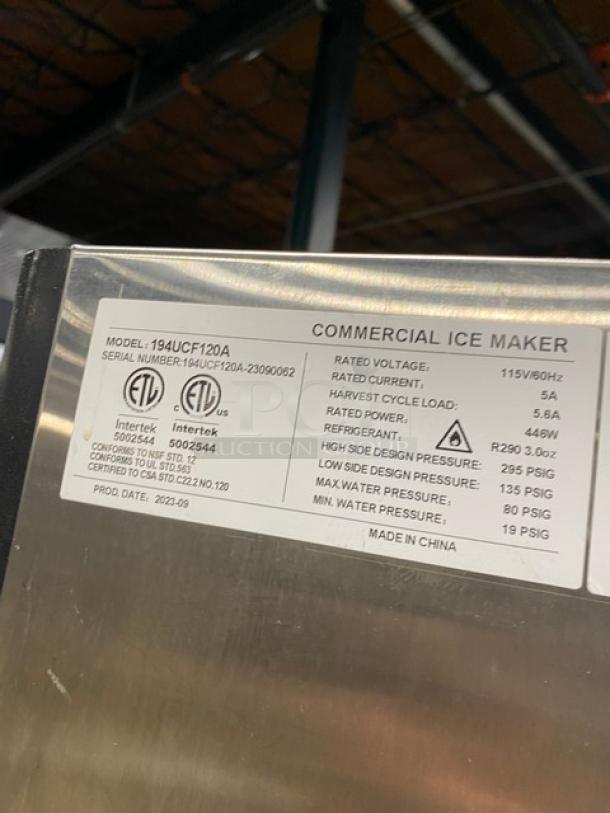 COMMERCIAL ICE MAKER
MODEL: 194UCF120A
SERIAL NUMBER:194UCF120A-23090062
ETL
C ETL US
Intertek Intertek
5002544 5002544
CONFORMS TO NSF STD. 12
CONFORMS TO UL STD.563
CERTIFIED TO CSA STD.C22.2 NO.120
PROD. DATE: 2023-09
RATED VOLTAGE: 115V/60Hz
RATED CURRENT: 5A
HARVEST CYCLE LOAD: 5.6A
RATED POWER: 446W
REFRIGERANT: R290 3.0oz
HIGH SIDE DESIGN PRESSURE: 295 PSIG
LOW SIDE DESIGN PRESSURE: 135 PSIG
MAX.WATER PRESSURE: 80 PSIG
MIN. WATER PRESSURE: 19 PSIG
MADE IN CHINA